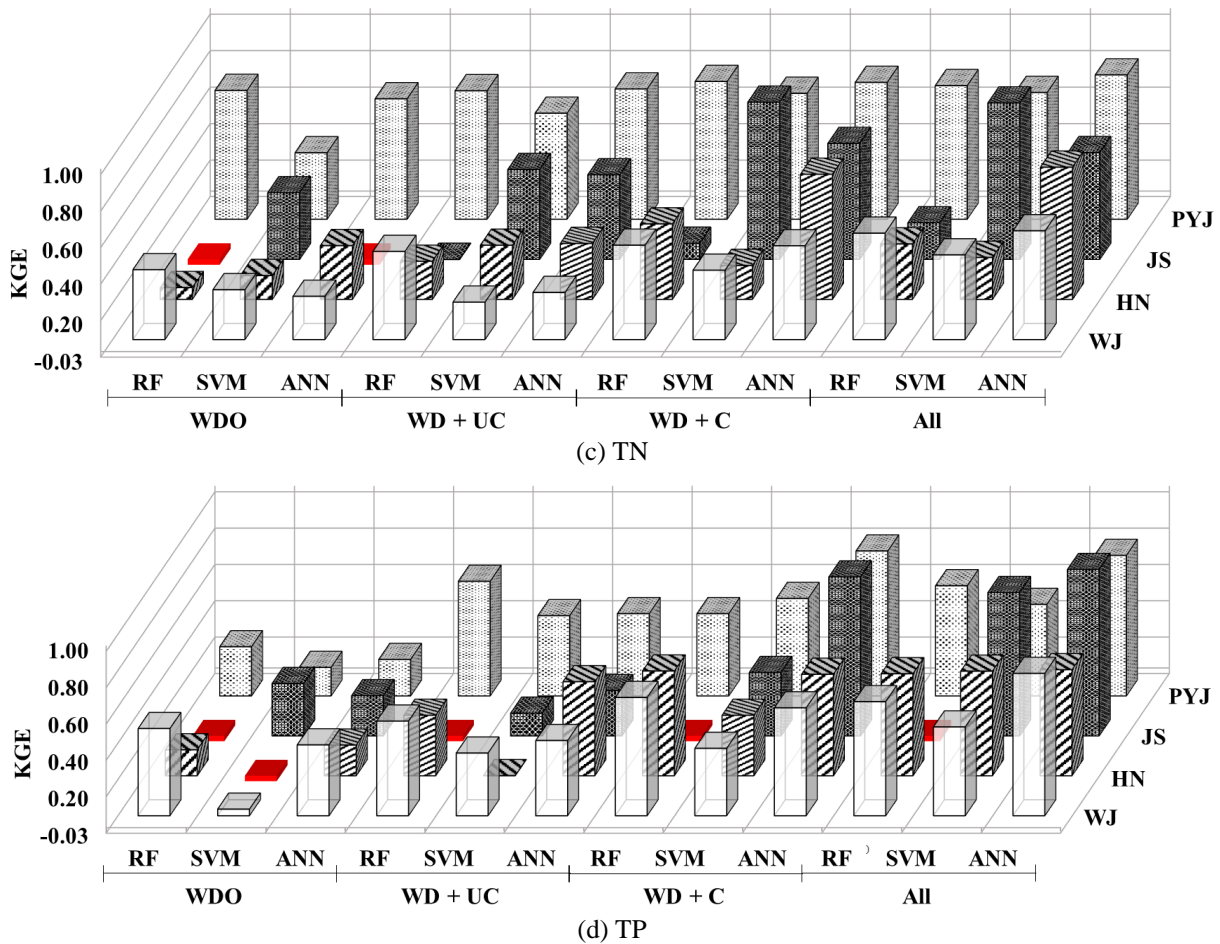 1.00
0.80
0.60
0.40
0.20
-0.03
KGE
PYJ
JS
HN
WJ
RF SVM ANN RF SVM ANN RF SVM ANN RF SVM ANN
WDO WD + UC WD + C All
(c) TN
1.00
0.80
0.60
0.40
0.20
-0.03
KGE
PYJ
JS
HN
WJ
RF SVM ANN RF SVM ANN RF SVM ANN RF ) SVM ANN
WDO WD + UC WD + C All
(d) TP